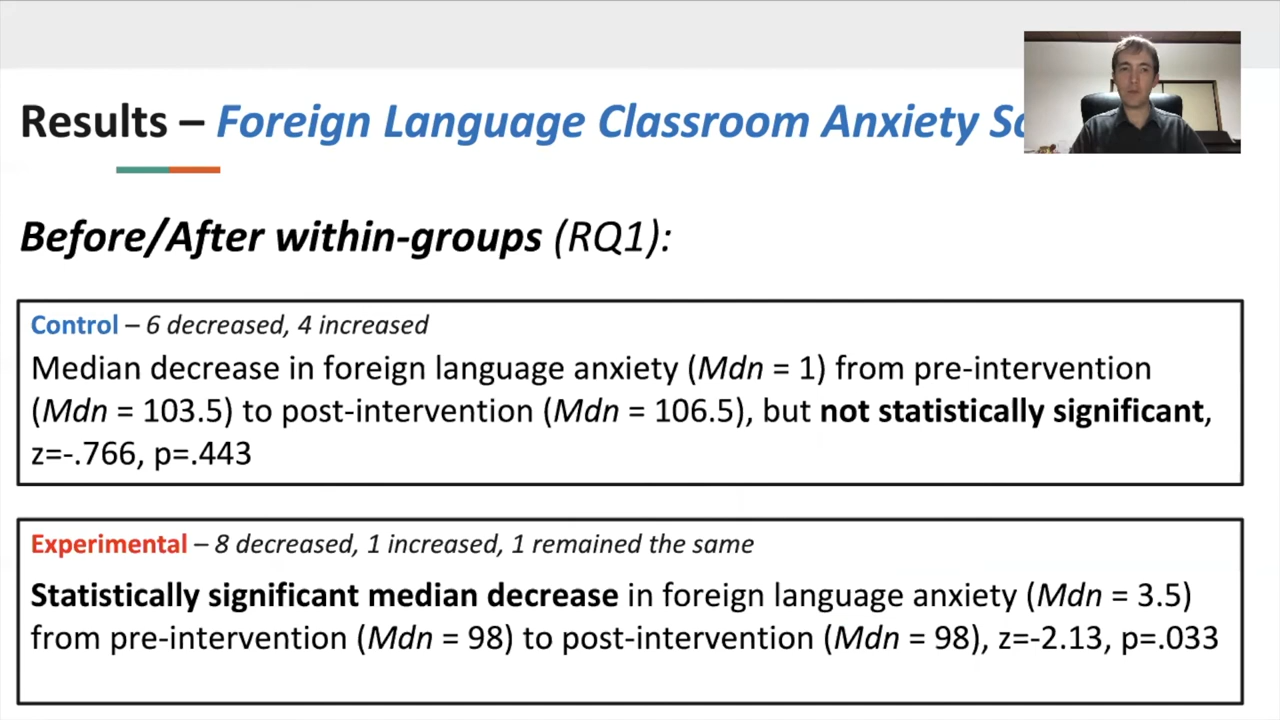 Results – Foreign Language Classroom Anxiety
Before/After within-groups (RQ1):
Control – 6 decreased, 4 increased
Median decrease in foreign language anxiety (Mdn = 1) from pre-intervention
(Mdn = 103.5) to post-intervention (Mdn = 106.5), but not statistically significant,
z=-.766, p=.443
Experimental – 8 decreased, 1 increased, 1 remained the same
Statistically significant median decrease in foreign language anxiety (Mdn = 3.5)
from pre-intervention (Mdn = 98) to post-intervention (Mdn = 98), z=-2.13, p=.033